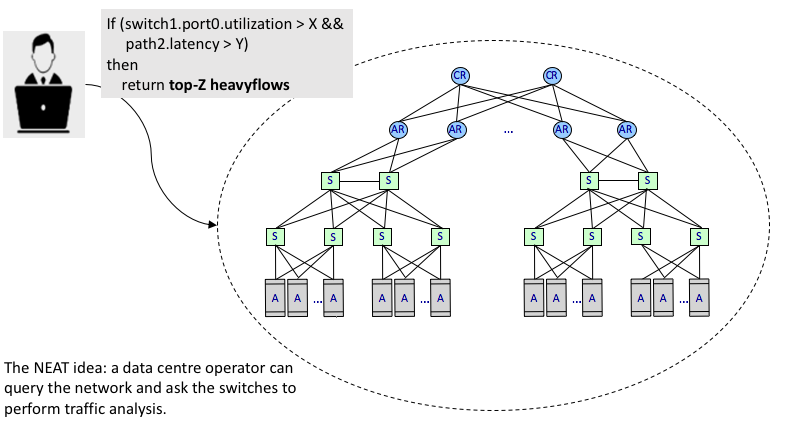 If (switch1.port0.utilization > X &&
path2.latency > Y)
then
return top-Z heavyflows
CR CR
AR AR ... AR AR
S S S S
S S S S S S S S
A A ... A A A ... A A A ... A A A ... A
The NEAT idea: a data centre operator can
query the network and ask the switches to
perform traffic analysis.